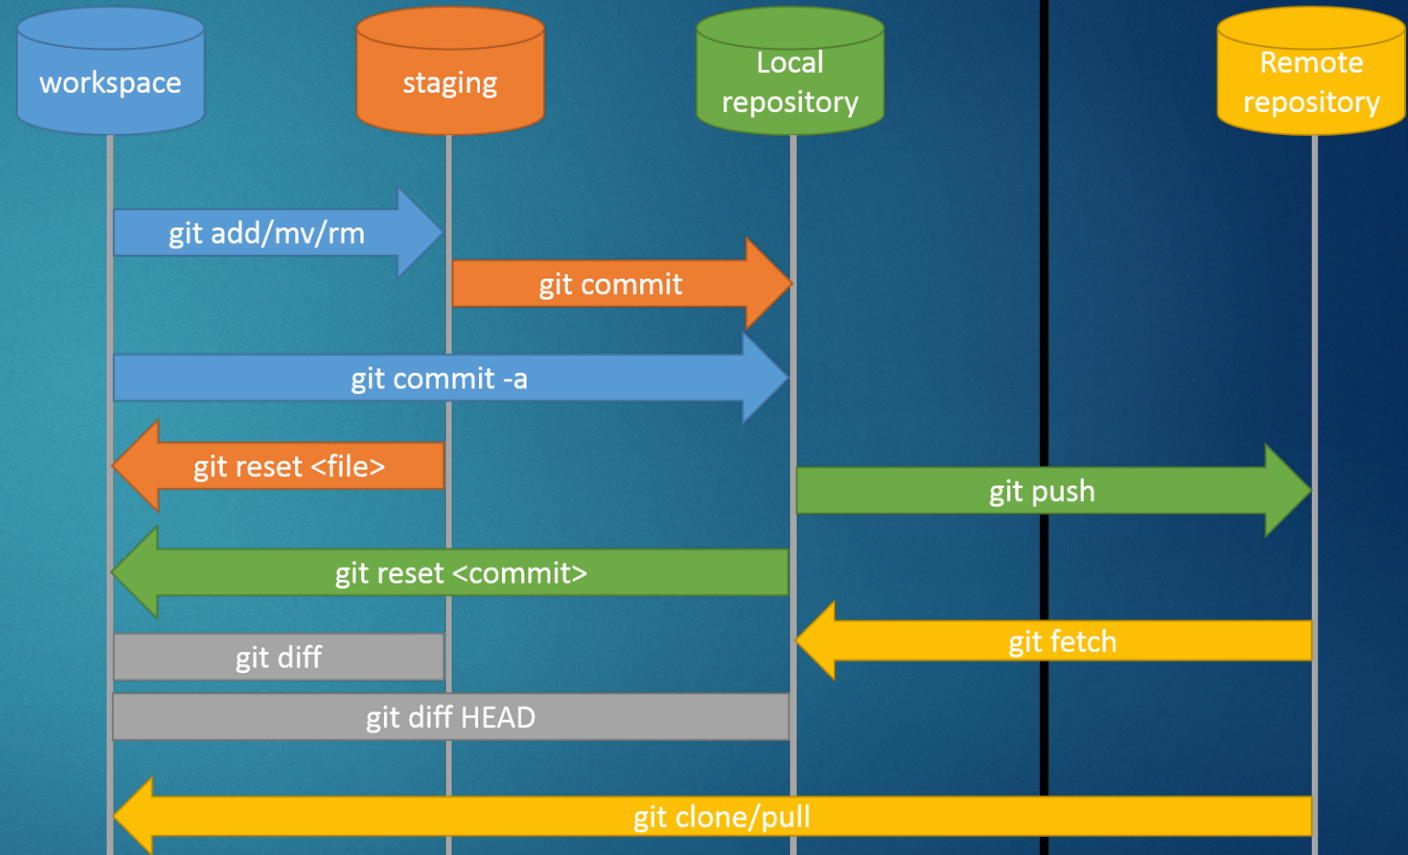 workspace
staging
Local
repository
Remote
repository
git add/mv/rm
git commit
git commit -a
git reset <file>
git push
git reset <commit>
git fetch
git diff
git diff HEAD
git clone/pull